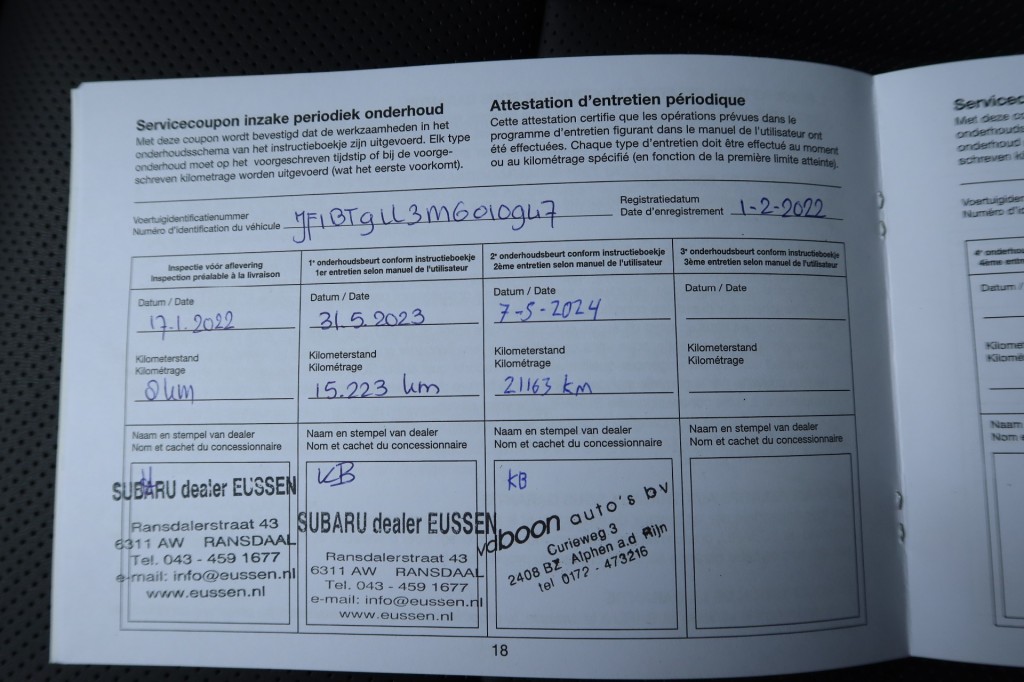 Servicecoupon inzake periodiek onderhoud
Met deze coupon wordt bevestigd dat de werkzaamheden in het
onderhoudsschema van het instructieboekje zijn uitgevoerd. Elk type
onderhoud moet op het voorgeschreven tijdstip of bij de voorge-
schreven kilometrage worden uitgevoerd (wat het eerste voorkomt).
Attestation d'entretien périodique
Cette attestation certifie que les opérations prévues dans le
programme d'entretien figurant dans le manuel de l'utilisateur ont
été effectuées. Chaque type d'entretien doit être effectué au moment
ou au kilométrage spécifié (en fonction de la première limite atteinte).
Voertuigidentificatienummer
Numéro d'identification du véhicule
Registratiedatum
Date d'enregistrement 1-2-2022
Inspectie vóór aflevering
Inspection préalable à la livraison
Datum / Date
17.1.2022
Kilometerstand
Kilométrage
0 km
Naam en stempel van dealer
Nom et cachet du concessionnaire
SUBARU dealer EUSSEN
Ransdalerstraat 43
6311 AW RANSDAAL
Tel. 043 - 459 1677
e-mail: info@eussen.nl
www.eussen.nl
1e onderhoudsbeurt conform instructieboekje
1er entretien selon manuel de l'utilisateur
Datum / Date
31.5.2023
Kilometerstand
Kilométrage
15.223 km
Naam en stempel van dealer
Nom et cachet du concessionnaire
KB
SUBARU dealer EUSSEN
Ransdalerstraat 43
6311 AW RANSDAAL
Tel. 043 - 459 1677
e-mail: info@eussen.nl
www.eussen.nl
2e onderhoudsbeurt conform instructieboekje
2ème entretien selon manuel de l'utilisateur
Datum / Date
7-5-2024
Kilometerstand
Kilométrage
21163 km
Naam en stempel van dealer
Nom et cachet du concessionnaire
KB
vdboon auto's bv
Curieweg 3
2408 BZ Alphen a.d Rijn
tel 0172 - 473216
3e onderhoudsbeurt conform instructieboekje
3ème entretien selon manuel de l'utilisateur
Datum / Date
Kilometerstand
Kilométrage
Naam en stempel van dealer
Nom et cachet du concessionnaire
18